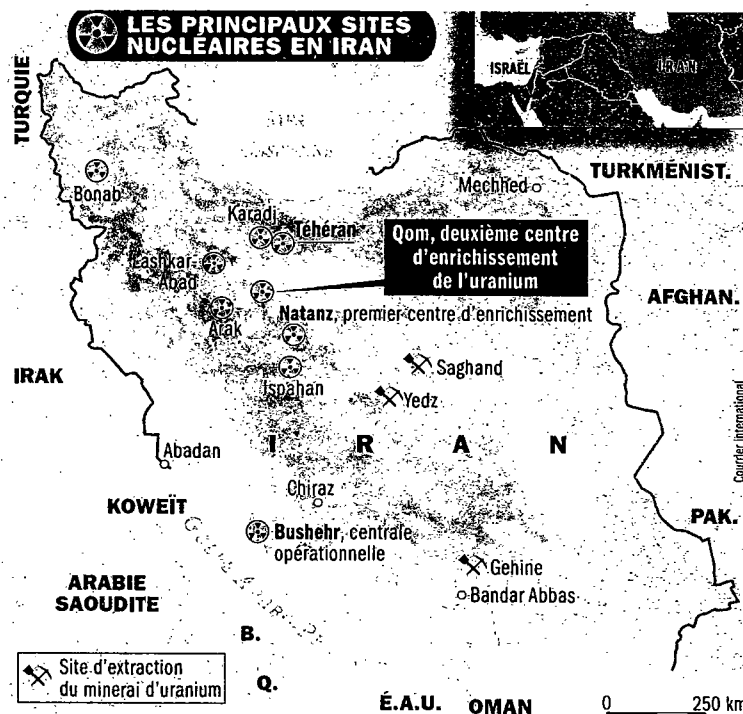 LES PRINCIPAUX SITES
NUCLÉAIRES EN IRAN
TURQUIE
ISRAËL
IRAN
TURKMÉNIST.
Bonab
Mechhed
Karadj
Téhéran
Qom, deuxième centre
d'enrichissement
de l'uranium
Lashkar-
Abad
AFGHAN.
Arak
Natanz, premier centre d'enrichissement
IRAK
Ispahan
Saghand
Yedz
Courrier international
Abadan
I R A N
KOWEÏT
Chiraz
PAK.
Bushehr, centrale
opérationnelle
Gehine
ARABIE
SAOUDITE
Bandar Abbas
B.
Site d'extraction
du minerai d'uranium
Q.
É.A.U.
OMAN
0 250 km